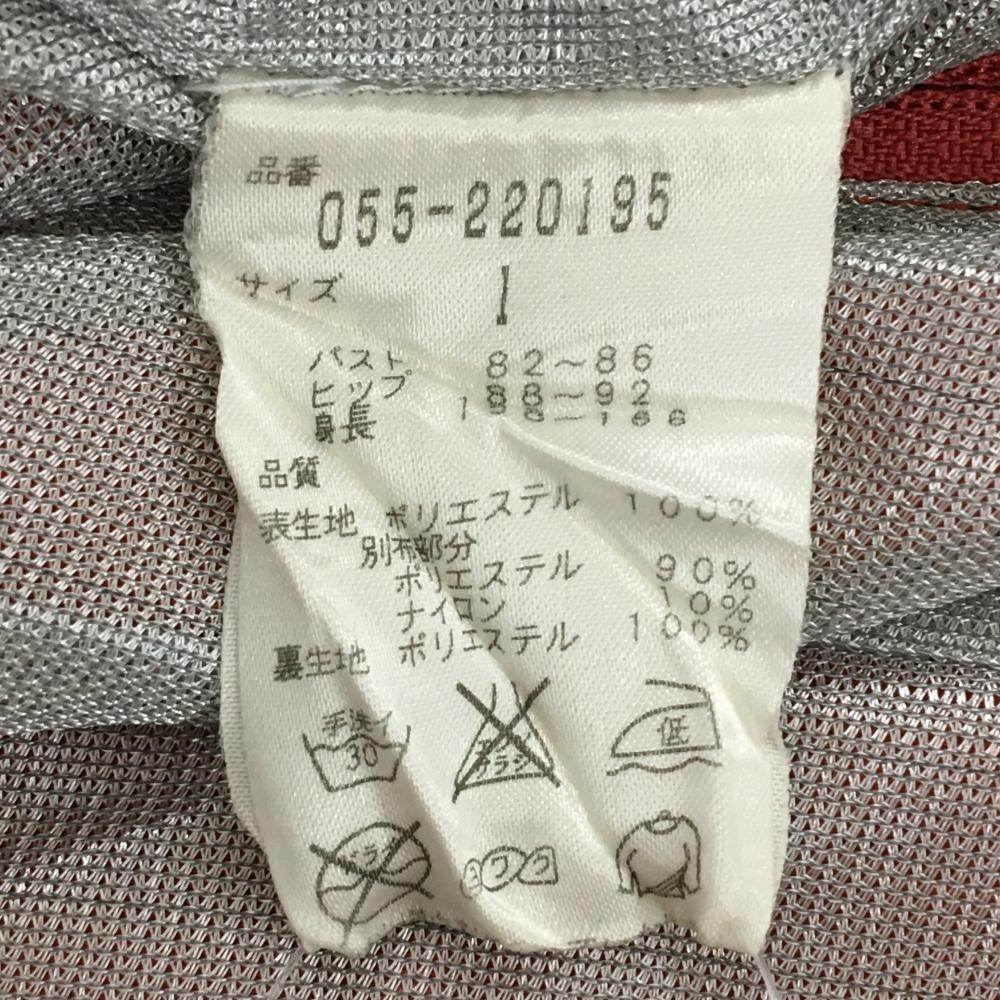 品番
055-220195
サイズ 1
バスト 82~86
ヒップ 88~92
身長
品質
表生地 ポリエステル 100%
別布部分
ポリエステル 90%
ナイロン 10%
裏生地 ポリエステル 100%
手洗イ
30
低